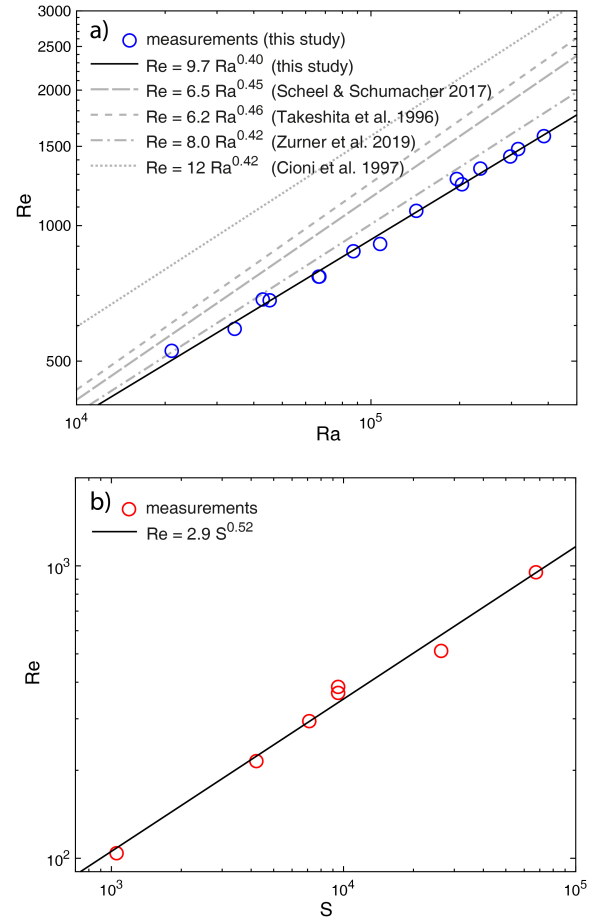 a)
measurements (this study)
Re = 9.7 Ra^0.40 (this study)
Re = 6.5 Ra^0.45 (Scheel & Schumacher 2017)
Re = 6.2 Ra^0.46 (Takeshita et al. 1996)
Re = 8.0 Ra^0.42 (Zurner et al. 2019)
Re = 12 Ra^0.42 (Cioni et al. 1997)
3000
2000
1500
1000
500
Re
10^4
10^5
Ra
b)
measurements
Re = 2.9 S^0.52
10^3
10^2
Re
10^3
10^4
10^5
S